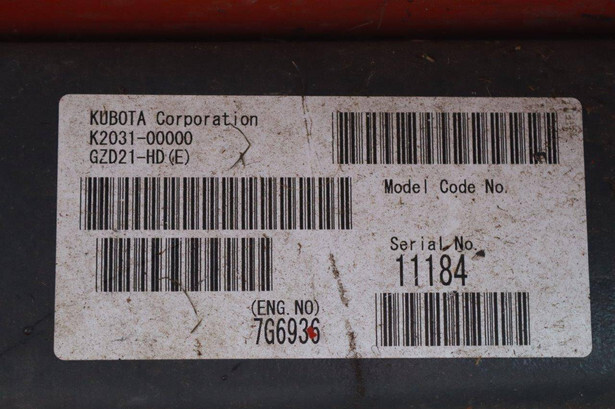 KUBOTA Corporation
K2031-00000
GZD21-HD(E)
Model Code No.
Serial No.
11184
(ENG.NO)
7G6936